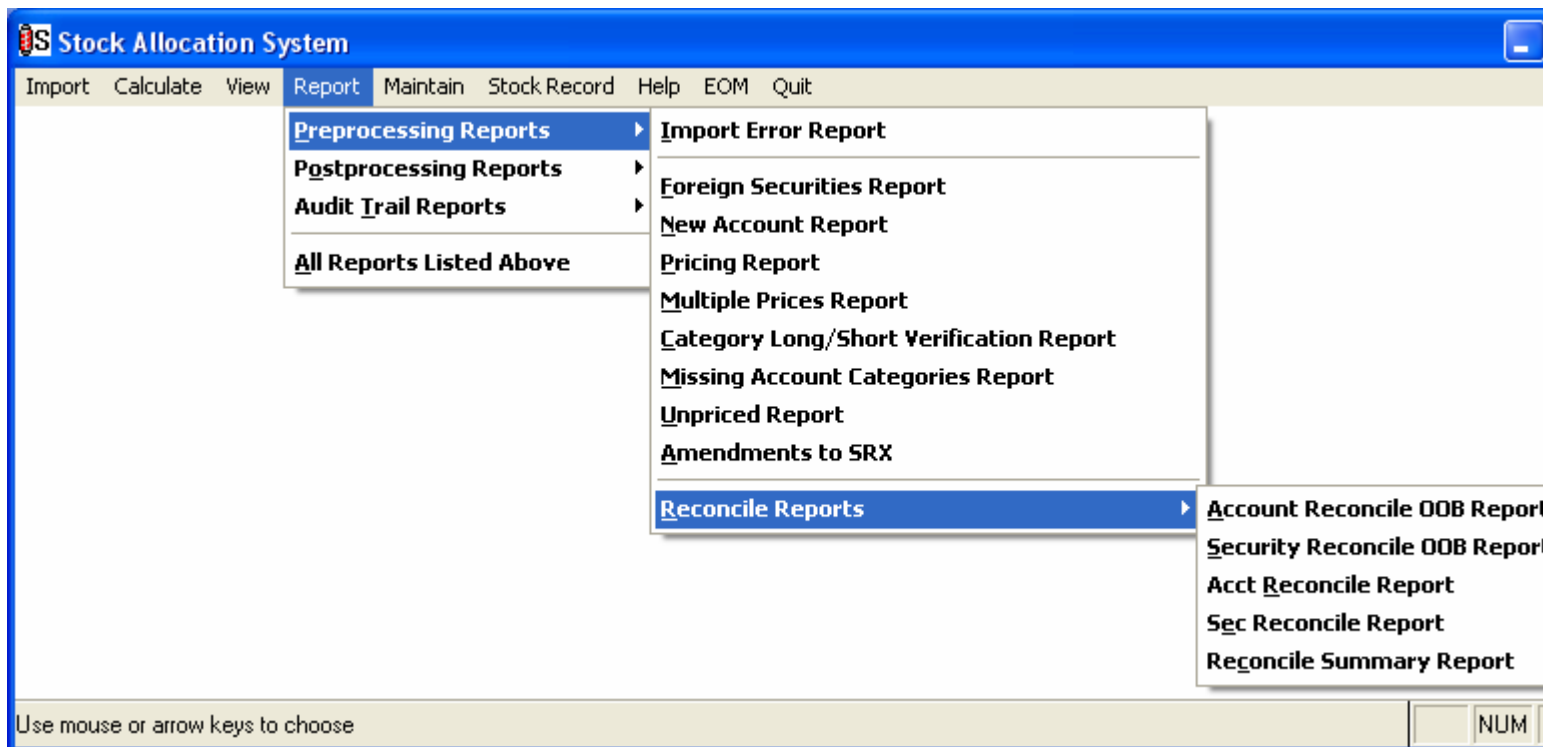 Stock Allocation System
Import Calculate View Report Maintain Stock Record Help EOM Quit
Preprocessing Reports
Postprocessing Reports
Audit Trail Reports
All Reports Listed Above
Import Error Report
Foreign Securities Report
New Account Report
Pricing Report
Multiple Prices Report
Category Long/Short Verification Report
Missing Account Categories Report
Unpriced Report
Amendments to SRX
Reconcile Reports
Account Reconcile OOB Report
Security Reconcile OOB Report
Acct Reconcile Report
Sec Reconcile Report
Reconcile Summary Report
Use mouse or arrow keys to choose
NUM